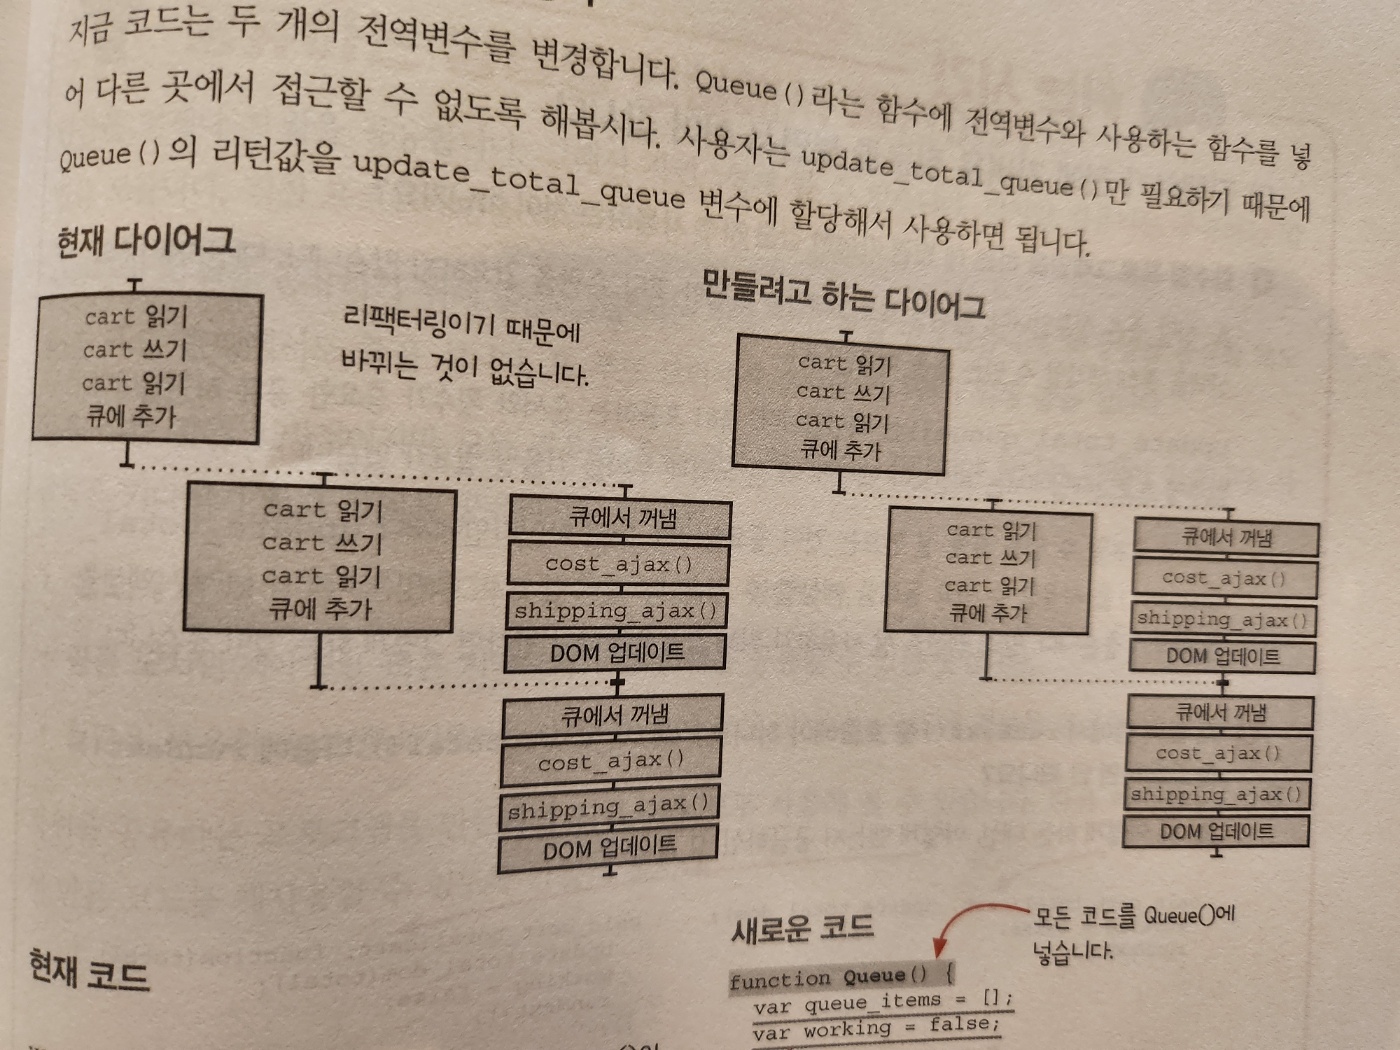 지금 코드는 두 개의 전역변수를 변경합니다. Queue()라는 함수에 전역변수와 사용하는 함수를 넣
어 다른 곳에서 접근할 수 없도록 해봅시다. 사용자는 update_total_queue()만 필요하기 때문에
Queue()의 리턴값을 update_total_queue 변수에 할당해서 사용하면 됩니다.
현재 다이어그
cart 읽기
cart 쓰기
cart 읽기
큐에 추가
리팩터링이기 때문에
바뀌는 것이 없습니다.
cart 읽기
cart 쓰기
cart 읽기
큐에 추가
큐에서 꺼냄
cost_ajax()
shipping_ajax()
DOM 업데이트
큐에서 꺼냄
cost_ajax()
shipping_ajax()
DOM 업데이트
만들려고 하는 다이어그
cart 읽기
cart 쓰기
cart 읽기
큐에 추가
cart 읽기
cart 쓰기
cart 읽기
큐에 추가
큐에서 꺼냄
cost_ajax()
shipping_ajax()
DOM 업데이트
큐에서 꺼냄
cost_ajax()
shipping_ajax()
DOM 업데이트
현재 코드
새로운 코드
모든 코드를 Queue()에
넣습니다.
function Queue() {
var queue_items = [];
var working = false;